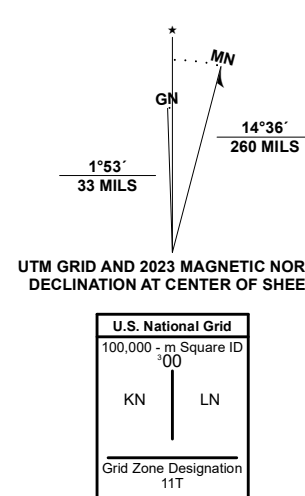 ★
MN
GN
14°36´
260 MILS
1°53´
33 MILS
UTM GRID AND 2023 MAGNETIC NOR
DECLINATION AT CENTER OF SHEE
U.S. National Grid
100,000 - m Square ID
³00
KN LN
Grid Zone Designation
11T